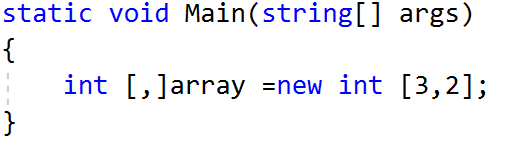 static void Main(string[] args)
{
int [,]array =new int [3,2];
}